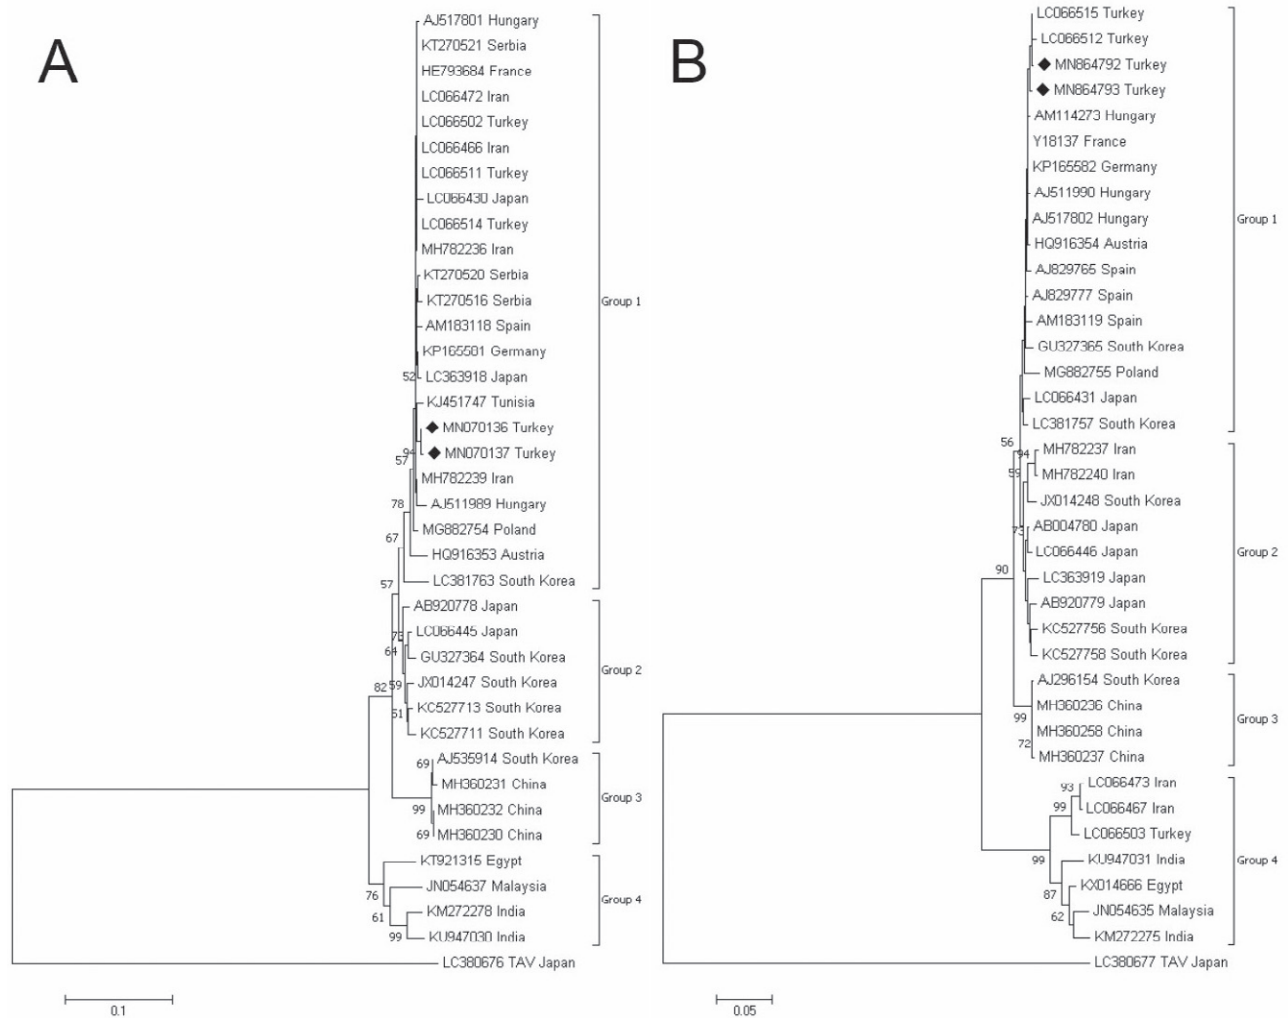 A
AJ517801 Hungary
KT270521 Serbia
HE793684 France
LC066472 Iran
LC066502 Turkey
LC066466 Iran
LC066511 Turkey
LC066430 Japan
LC066514 Turkey
MH782236 Iran
KT270520 Serbia
KT270516 Serbia
AM183118 Spain
KP165501 Germany
52
LC363918 Japan
KJ451747 Tunisia
MN070136 Turkey
94
MN070137 Turkey
57
MH782239 Iran
78
AJ511989 Hungary
MG882754 Poland
67
HQ916353 Austria
57
LC381763 South Korea
AB920778 Japan
73
LC066445 Japan
64
GU327364 South Korea
82
59
JX014247 South Korea
51
KC527713 South Korea
KC527711 South Korea
69
AJ535914 South Korea
MH360231 China
99
MH360232 China
69
MH360230 China
KT921315 Egypt
76
JN054637 Malaysia
61
KM272278 India
99
KU947030 India
LC380676 TAV Japan
Group 1
Group 2
Group 3
Group 4
0.1
B
LC066515 Turkey
LC066512 Turkey
MN864792 Turkey
MN864793 Turkey
AM114273 Hungary
Y18137 France
KP165582 Germany
AJ511990 Hungary
AJ517802 Hungary
HQ916354 Austria
AJ829765 Spain
AJ829777 Spain
AM183119 Spain
GU327365 South Korea
MG882755 Poland
LC066431 Japan
LC381757 South Korea
56
94
MH782237 Iran
59
MH782240 Iran
JX014248 South Korea
73
AB004780 Japan
LC066446 Japan
90
LC363919 Japan
AB920779 Japan
KC527756 South Korea
KC527758 South Korea
AJ296154 South Korea
99
MH360236 China
MH360258 China
72
MH360237 China
93
LC066473 Iran
99
LC066467 Iran
LC066503 Turkey
99
KU947031 India
87
KX014666 Egypt
62
JN054635 Malaysia
KM272275 India
LC380677 TAV Japan
Group 1
Group 2
Group 3
Group 4
0.05